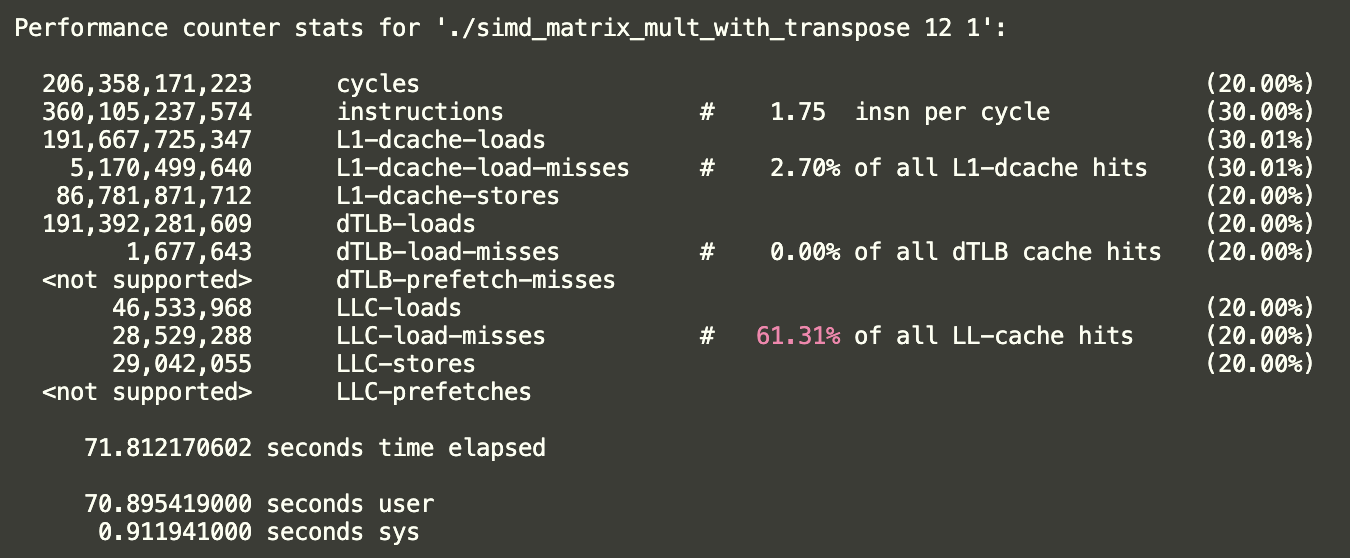 Performance counter stats for './simd_matrix_mult_with_transpose 12 1':
206,358,171,223 cycles (20.00%)
360,105,237,574 instructions # 1.75 insn per cycle (30.00%)
191,667,725,347 L1-dcache-loads (30.01%)
5,170,499,640 L1-dcache-load-misses # 2.70% of all L1-dcache hits (30.01%)
86,781,871,712 L1-dcache-stores (20.00%)
191,392,281,609 dTLB-loads (20.00%)
1,677,643 dTLB-load-misses # 0.00% of all dTLB cache hits (20.00%)
<not supported> dTLB-prefetch-misses
46,533,968 LLC-loads (20.00%)
28,529,288 LLC-load-misses # 61.31% of all LL-cache hits (20.00%)
29,042,055 LLC-stores (20.00%)
<not supported> LLC-prefetches
71.812170602 seconds time elapsed
70.895419000 seconds user
0.911941000 seconds sys